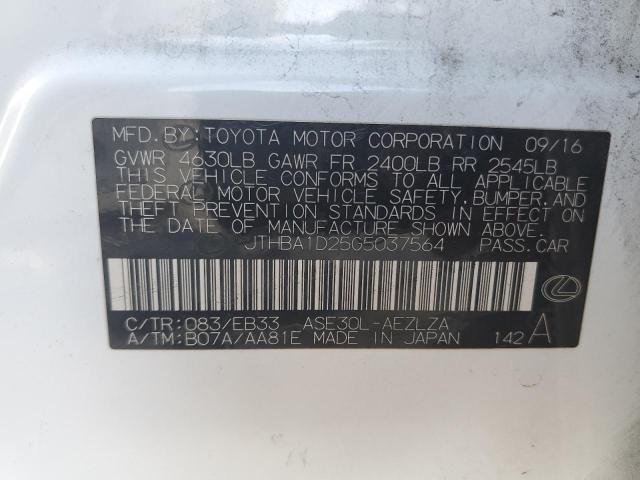 MFD. BY: TOYOTA MOTOR CORPORATION 09/16
GVWR 4630LB GAWR FR 2400LB RR 2545LB
THIS VEHICLE CONFORMS TO ALL APPLICABLE
FEDERAL MOTOR VEHICLE SAFETY, BUMPER, AND
THEFT PREVENTION STANDARDS IN EFFECT ON
THE DATE OF MANUFACTURE SHOWN ABOVE.
JTHBA1D25G5037564 PASS. CAR
C/TR: 083/EB33 ASE30L-AEZLZA
A/TM: B07A/AA81E MADE IN JAPAN 142 A